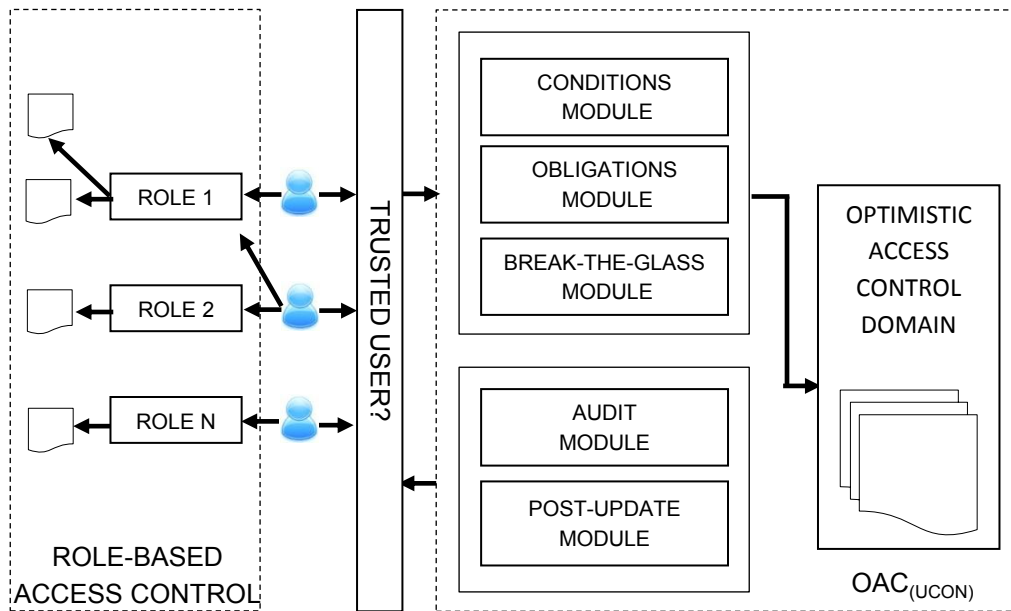 ROLE 1
ROLE 2
ROLE N
ROLE-BASED
ACCESS CONTROL
TRUSTED USER?
CONDITIONS
MODULE
OBLIGATIONS
MODULE
BREAK-THE-GLASS
MODULE
AUDIT
MODULE
POST-UPDATE
MODULE
OPTIMISTIC
ACCESS
CONTROL
DOMAIN
OAC(UCON)